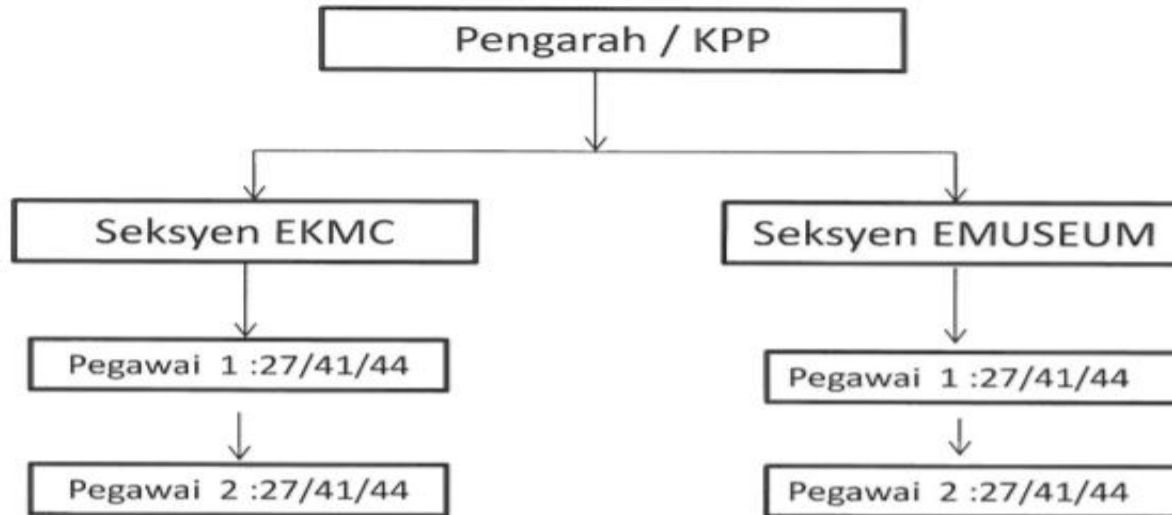 Pengarah / KPP
Seksyen EKMC
Seksyen EMUSEUM
Pegawai 1 :27/41/44
Pegawai 1 :27/41/44
Pegawai 2 :27/41/44
Pegawai 2 :27/41/44